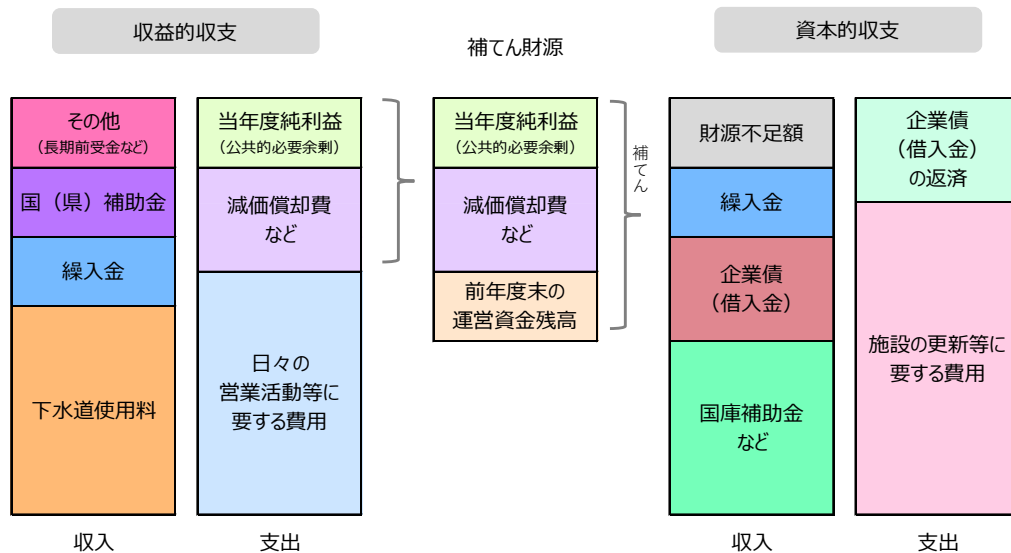 収益的収支
補てん財源
資本的収支
その他
(長期前受金など)
国(県)補助金
繰入金
下水道使用料
収入
当年度純利益
(公共的必要余剰)
減価償却費
など
日々の
営業活動等に
要する費用
支出
当年度純利益
(公共的必要余剰)
減価償却費
など
前年度末の
運営資金残高
補てん
財源不足額
繰入金
企業債
(借入金)
国庫補助金
など
収入
企業債
(借入金)
の返済
施設の更新等に
要する費用
支出